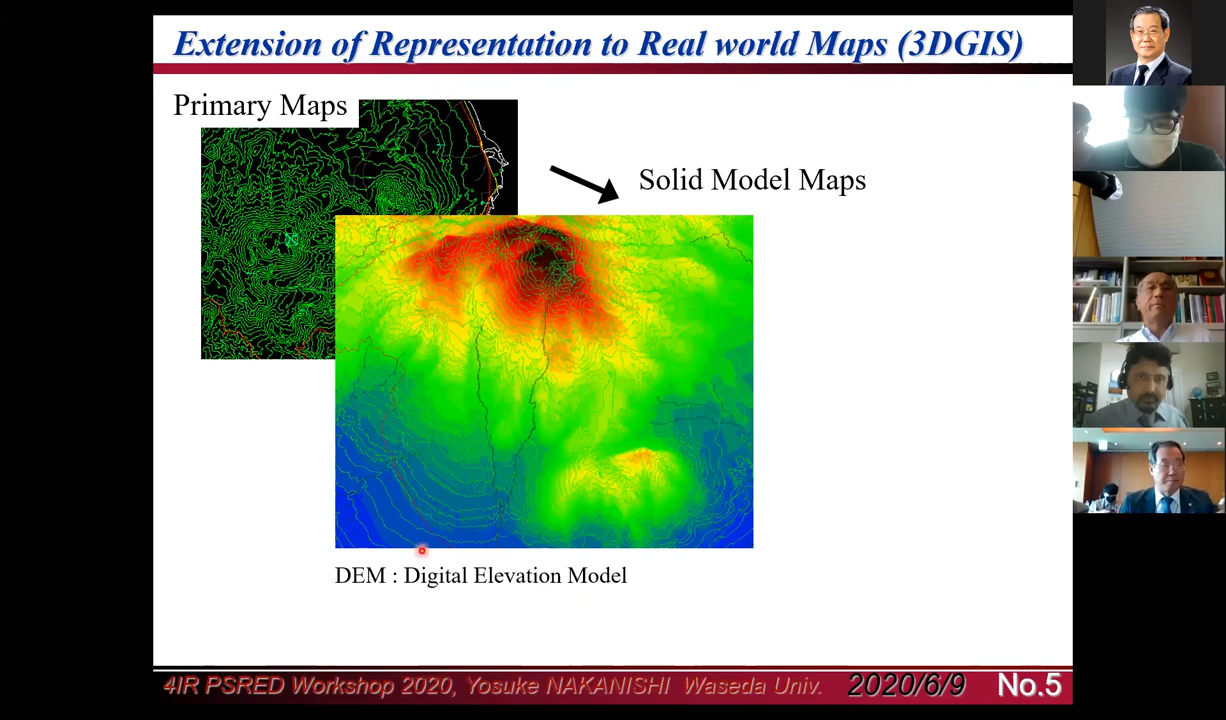 Extension of Representation to Real world Maps (3DGIS)
Primary Maps
Solid Model Maps
DEM : Digital Elevation Model
4IR PSRED Workshop 2020, Yosuke NAKANISHI Waseda Univ. 2020/6/9 No.5